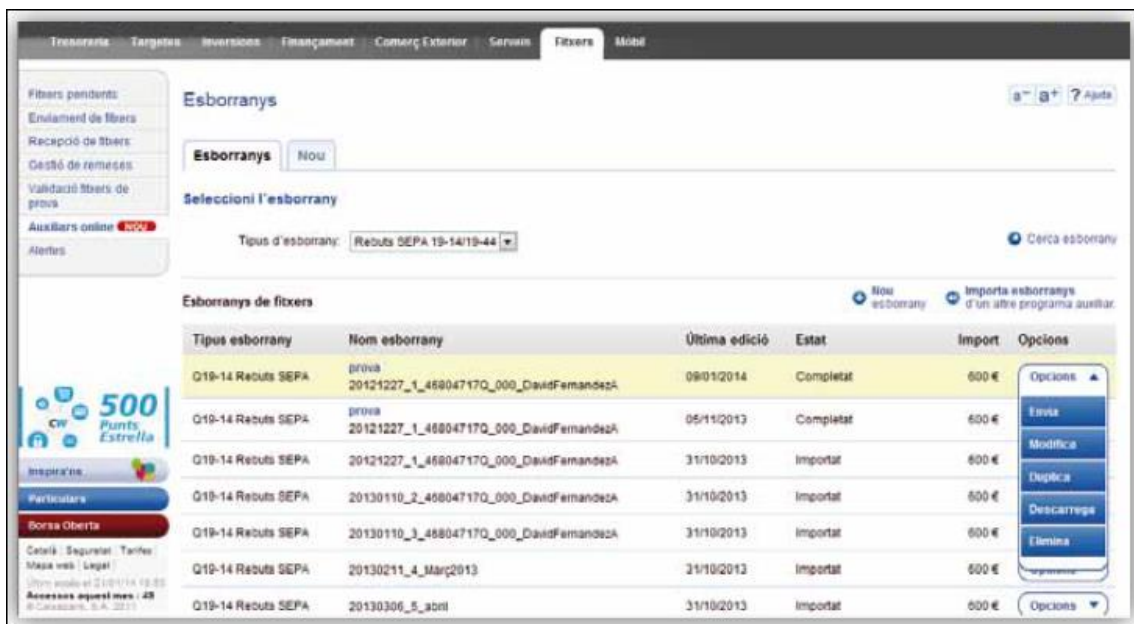 Tresoreria Targetes Inversions Finançament Comerç Exterior Serveis Fitxers Mòbil
Fitxers pendents
Enviament de fitxers
Recepció de fitxers
Gestió de remeses
Validació fitxers de prova
Auxiliars online NOU
Alertes
Esborranys
a- a+ ? Ajuda
Esborranys Nou
Seleccioni l'esborrany
Tipus d'esborrany: Rebuts SEPA 19-14/19-44
Cerca esborrany
Esborranys de fitxers
Nou esborrany
Importa esborranys d'un altre programa auxiliar.
Tipus esborrany Nom esborrany Última edició Estat Import Opcions
Q19-14 Rebuts SEPA prova 20121227_1_46804717Q_000_DavidFernandezA 09/01/2014 Completat 600 € Opcions
Q19-14 Rebuts SEPA prova 20121227_1_46804717Q_000_DavidFernandezA 05/11/2013 Completat 600 €
Q19-14 Rebuts SEPA 20121227_1_46804717Q_000_DavidFernandezA 31/10/2013 Importat 600 €
Q19-14 Rebuts SEPA 20130110_2_46804717Q_000_DavidFernandezA 31/10/2013 Importat 600 €
Q19-14 Rebuts SEPA 20130110_3_46804717Q_000_DavidFernandezA 31/10/2013 Importat 600 €
Q19-14 Rebuts SEPA 20130211_4_Març2013 31/10/2013 Importat 600 €
Q19-14 Rebuts SEPA 20130306_5_abril 31/10/2013 Importat 600 € Opcions
Envia
Modifica
Duplica
Descarrega
Elimina
CW
500
Punts
Estrella
Inspira'ns
Particulars
Borsa Oberta
Català | Seguretat | Tarifes |
Mapa web | Legal |
Accessos aquest mes : 49